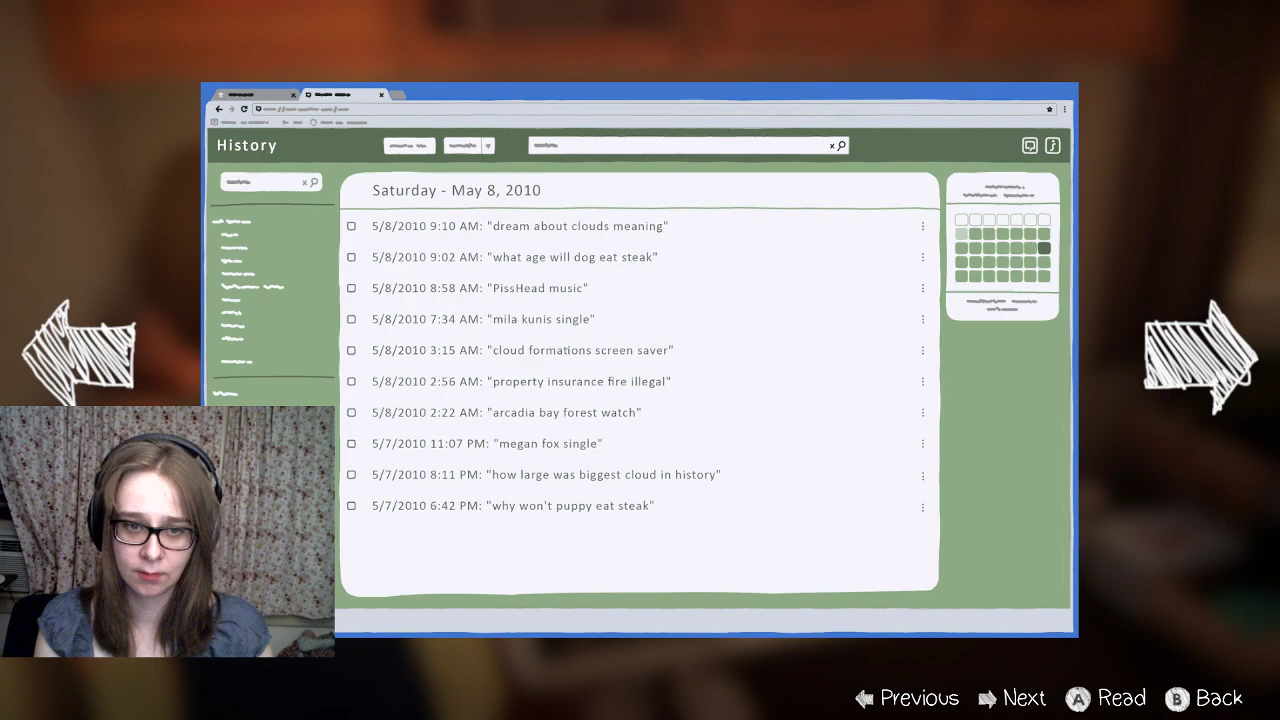 History
Saturday - May 8, 2010
5/8/2010 9:10 AM: "dream about clouds meaning"
5/8/2010 9:02 AM: "what age will dog eat steak"
5/8/2010 8:58 AM: "PissHead music"
5/8/2010 7:34 AM: "mila kunis single"
5/8/2010 3:15 AM: "cloud formations screen saver"
5/8/2010 2:56 AM: "property insurance fire illegal"
5/8/2010 2:22 AM: "arcadia bay forest watch"
5/7/2010 11:07 PM: "megan fox single"
5/7/2010 8:11 PM: "how large was biggest cloud in history"
5/7/2010 6:42 PM: "why won't puppy eat steak"
Previous Next A Read B Back